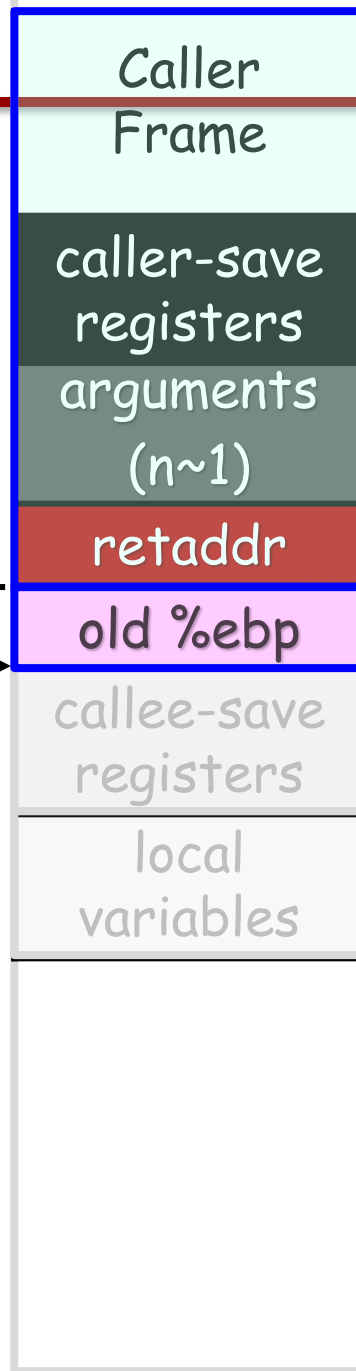 Caller
Frame
caller-save
registers
arguments
(n~1)
retaddr
old %ebp
callee-save
registers
local
variables